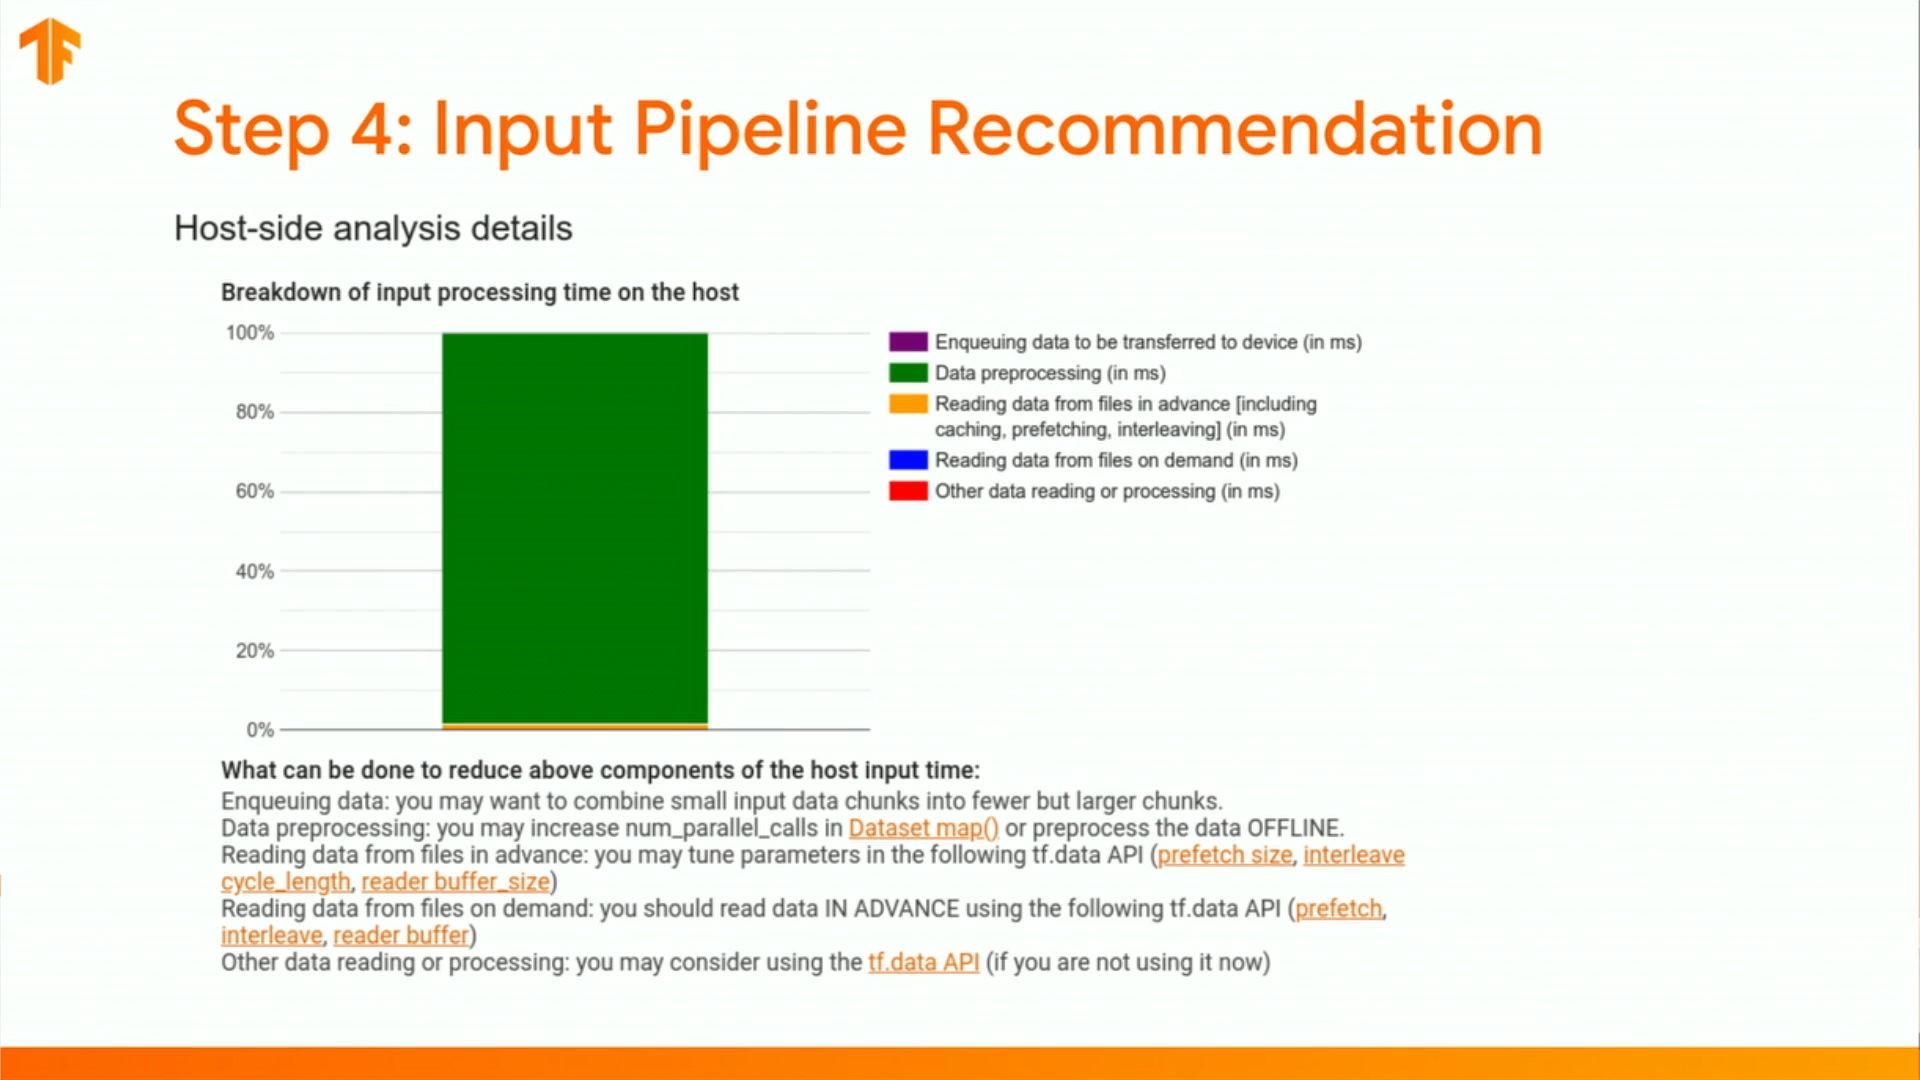 Step 4: Input Pipeline Recommendation
Host-side analysis details
Breakdown of input processing time on the host
100%
80%
60%
40%
20%
0%
Enqueuing data to be transferred to device (in ms)
Data preprocessing (in ms)
Reading data from files in advance [including
caching, prefetching, interleaving] (in ms)
Reading data from files on demand (in ms)
Other data reading or processing (in ms)
What can be done to reduce above components of the host input time:
Enqueuing data: you may want to combine small input data chunks into fewer but larger chunks.
Data preprocessing: you may increase num_parallel_calls in Dataset map() or preprocess the data OFFLINE.
Reading data from files in advance: you may tune parameters in the following tf.data API (prefetch size, interleave
cycle_length, reader buffer_size)
Reading data from files on demand: you should read data IN ADVANCE using the following tf.data API (prefetch,
interleave, reader buffer)
Other data reading or processing: you may consider using the tf.data API (if you are not using it now)